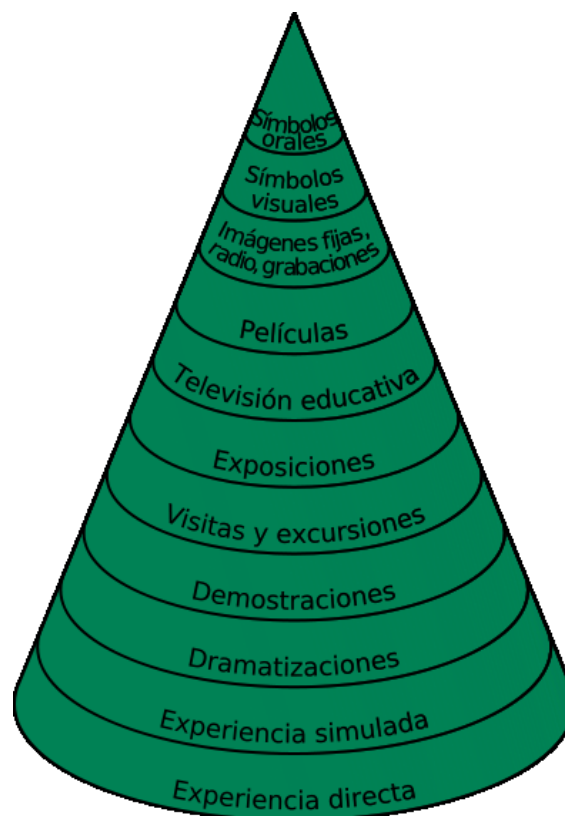 Símbolos
orales
Símbolos
visuales
Imágenes fijas,
radio, grabaciones
Películas
Televisión educativa
Exposiciones
Visitas y excursiones
Demostraciones
Dramatizaciones
Experiencia simulada
Experiencia directa